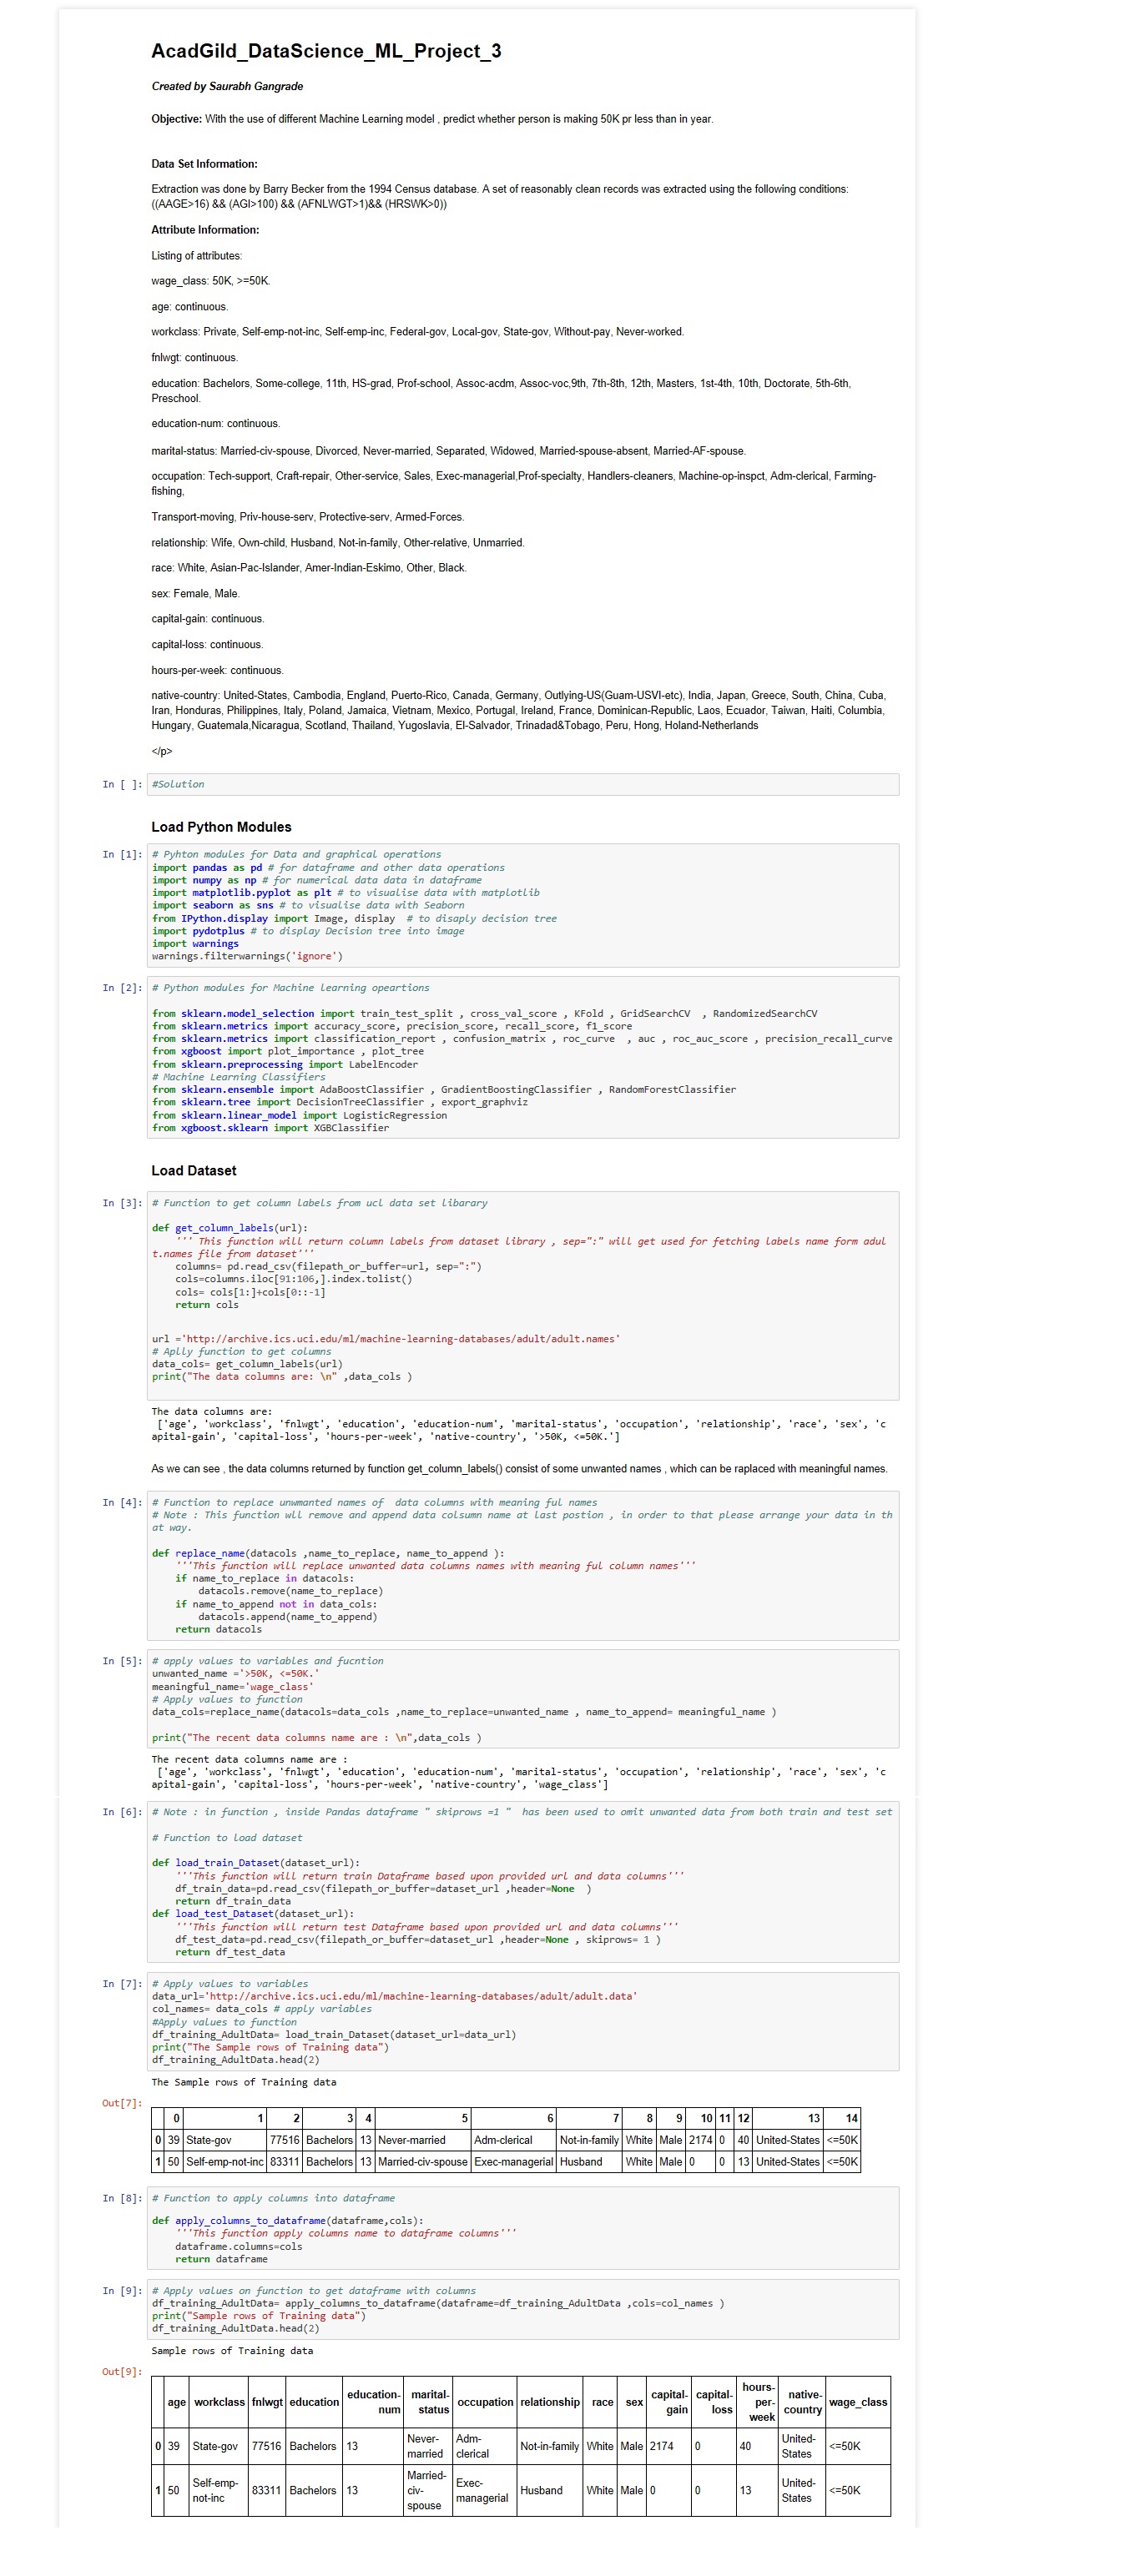 AcadGild_DataScience_ML_Project_3
Created by Saurabh Gangrade
Objective: With the use of different Machine Learning model , predict whether person is making 50K pr less than in year.
Data Set Information:
Extraction was done by Barry Becker from the 1994 Census database. A set of reasonably clean records was extracted using the following conditions:
((AAGE>16) && (AGI>100) && (AFNLWGT>1)&& (HRSWK>0))
Attribute Information:
Listing of attributes:
wage_class: 50K, >=50K.
age: continuous.
workclass: Private, Self-emp-not-inc, Self-emp-inc, Federal-gov, Local-gov, State-gov, Without-pay, Never-worked.
fnlwgt: continuous.
education: Bachelors, Some-college, 11th, HS-grad, Prof-school, Assoc-acdm, Assoc-voc,9th, 7th-8th, 12th, Masters, 1st-4th, 10th, Doctorate, 5th-6th,
Preschool.
education-num: continuous.
marital-status: Married-civ-spouse, Divorced, Never-married, Separated, Widowed, Married-spouse-absent, Married-AF-spouse.
occupation: Tech-support, Craft-repair, Other-service, Sales, Exec-managerial,Prof-specialty, Handlers-cleaners, Machine-op-inspct, Adm-clerical, Farming-
fishing,
Transport-moving, Priv-house-serv, Protective-serv, Armed-Forces.
relationship: Wife, Own-child, Husband, Not-in-family, Other-relative, Unmarried.
race: White, Asian-Pac-Islander, Amer-Indian-Eskimo, Other, Black.
sex: Female, Male.
capital-gain: continuous.
capital-loss: continuous.
hours-per-week: continuous.
native-country: United-States, Cambodia, England, Puerto-Rico, Canada, Germany, Outlying-US(Guam-USVI-etc), India, Japan, Greece, South, China, Cuba,
Iran, Honduras, Philippines, Italy, Poland, Jamaica, Vietnam, Mexico, Portugal, Ireland, France, Dominican-Republic, Laos, Ecuador, Taiwan, Haiti, Columbia,
Hungary, Guatemala,Nicaragua, Scotland, Thailand, Yugoslavia, El-Salvador, Trinadad&Tobago, Peru, Hong, Holand-Netherlands
</p>
In [ ]: #Solution
Load Python Modules
In [1]: # Pyhton modules for Data and graphical operations
import pandas as pd # for dataframe and other data operations
import numpy as np # for numerical data data in dataframe
import matplotlib.pyplot as plt # to visualise data with matplotlib
import seaborn as sns # to visualise data with Seaborn
from IPython.display import Image, display # to disaply decision tree
import pydotplus # to display Decision tree into image
import warnings
warnings.filterwarnings('ignore')
In [2]: # Python modules for Machine learning opeartions
from sklearn.model_selection import train_test_split , cross_val_score , KFold , GridSearchCV , RandomizedSearchCV
from sklearn.metrics import accuracy_score, precision_score, recall_score, f1_score
from sklearn.metrics import classification_report , confusion_matrix , roc_curve , auc , roc_auc_score , precision_recall_curve
from xgboost import plot_importance , plot_tree
from sklearn.preprocessing import LabelEncoder
# Machine Learning Classifiers
from sklearn.ensemble import AdaBoostClassifier , GradientBoostingClassifier , RandomForestClassifier
from sklearn.tree import DecisionTreeClassifier , export_graphviz
from sklearn.linear_model import LogisticRegression
from xgboost.sklearn import XGBClassifier
Load Dataset
In [3]: # Function to get column labels from ucl data set libarary
def get_column_labels(url):
''' This function will return column labels from dataset library , sep=":" will get used for fetching labels name form adul
t.names file from dataset'''
columns= pd.read_csv(filepath_or_buffer=url, sep=":")
cols=columns.iloc[91:106,].index.tolist()
cols= cols[1:]+cols[0::-1]
return cols
url ='http://archive.ics.uci.edu/ml/machine-learning-databases/adult/adult.names'
# Aplly function to get columns
data_cols= get_column_labels(url)
print("The data columns are: \n" ,data_cols )
The data columns are:
['age', 'workclass', 'fnlwgt', 'education', 'education-num', 'marital-status', 'occupation', 'relationship', 'race', 'sex', 'c
apital-gain', 'capital-loss', 'hours-per-week', 'native-country', '>50K, <=50K.']
As we can see , the data columns returned by function get_column_labels() consist of some unwanted names , which can be raplaced with meaningful names.
In [4]: # Function to replace unwmanted names of data columns with meaning ful names
# Note : This function wll remove and append data colsumn name at last postion , in order to that please arrange your data in th
at way.
def replace_name(datacols ,name_to_replace, name_to_append ):
'''This function will replace unwanted data columns names with meaning ful column names'''
if name_to_replace in datacols:
datacols.remove(name_to_replace)
if name_to_append not in data_cols:
datacols.append(name_to_append)
return datacols
In [5]: # apply values to variables and fucntion
unwanted_name ='>50K, <=50K.'
meaningful_name='wage_class'
# Apply values to function
data_cols=replace_name(datacols=data_cols ,name_to_replace=unwanted_name , name_to_append= meaningful_name )
print("The recent data columns name are : \n",data_cols )
The recent data columns name are :
['age', 'workclass', 'fnlwgt', 'education', 'education-num', 'marital-status', 'occupation', 'relationship', 'race', 'sex', 'c
apital-gain', 'capital-loss', 'hours-per-week', 'native-country', 'wage_class']
In [6]: # Note : in function , inside Pandas dataframe " skiprows =1 " has been used to omit unwanted data from both train and test set
# Function to load dataset
def load_train_Dataset(dataset_url):
'''This function will return train Dataframe based upon provided url and data columns'''
df_train_data=pd.read_csv(filepath_or_buffer=dataset_url ,header=None )
return df_train_data
def load_test_Dataset(dataset_url):
'''This function will return test Dataframe based upon provided url and data columns'''
df_test_data=pd.read_csv(filepath_or_buffer=dataset_url ,header=None , skiprows= 1 )
return df_test_data
In [7]: # Apply values to variables
data_url='http://archive.ics.uci.edu/ml/machine-learning-databases/adult/adult.data'
col_names= data_cols # apply variables
#Apply values to function
df_training_AdultData= load_train_Dataset(dataset_url=data_url)
print("The Sample rows of Training data")
df_training_AdultData.head(2)
The Sample rows of Training data
Out[7]:
0 1 2 3 4 5 6 7 8 9 10 11 12 13 14
0 39 State-gov 77516 Bachelors 13 Never-married Adm-clerical Not-in-family White Male 2174 0 40 United-States <=50K
1 50 Self-emp-not-inc 83311 Bachelors 13 Married-civ-spouse Exec-managerial Husband White Male 0 0 13 United-States <=50K
In [8]: # Function to apply columns into dataframe
def apply_columns_to_dataframe(dataframe,cols):
'''This function apply columns name to dataframe columns'''
dataframe.columns=cols
return dataframe
In [9]: # Apply values on function to get dataframe with columns
df_training_AdultData= apply_columns_to_dataframe(dataframe=df_training_AdultData ,cols=col_names )
print("Sample rows of Training data")
df_training_AdultData.head(2)
Sample rows of Training data
Out[9]:
age workclass fnlwgt education education-num marital-status occupation relationship race sex capital-gain capital-loss hours-per-week native-country wage_class
0 39 State-gov 77516 Bachelors 13 Never-married Adm-clerical Not-in-family White Male 2174 0 40 United-States <=50K
1 50 Self-emp-not-inc 83311 Bachelors 13 Married-civ-spouse Exec-managerial Husband White Male 0 0 13 United-States <=50K